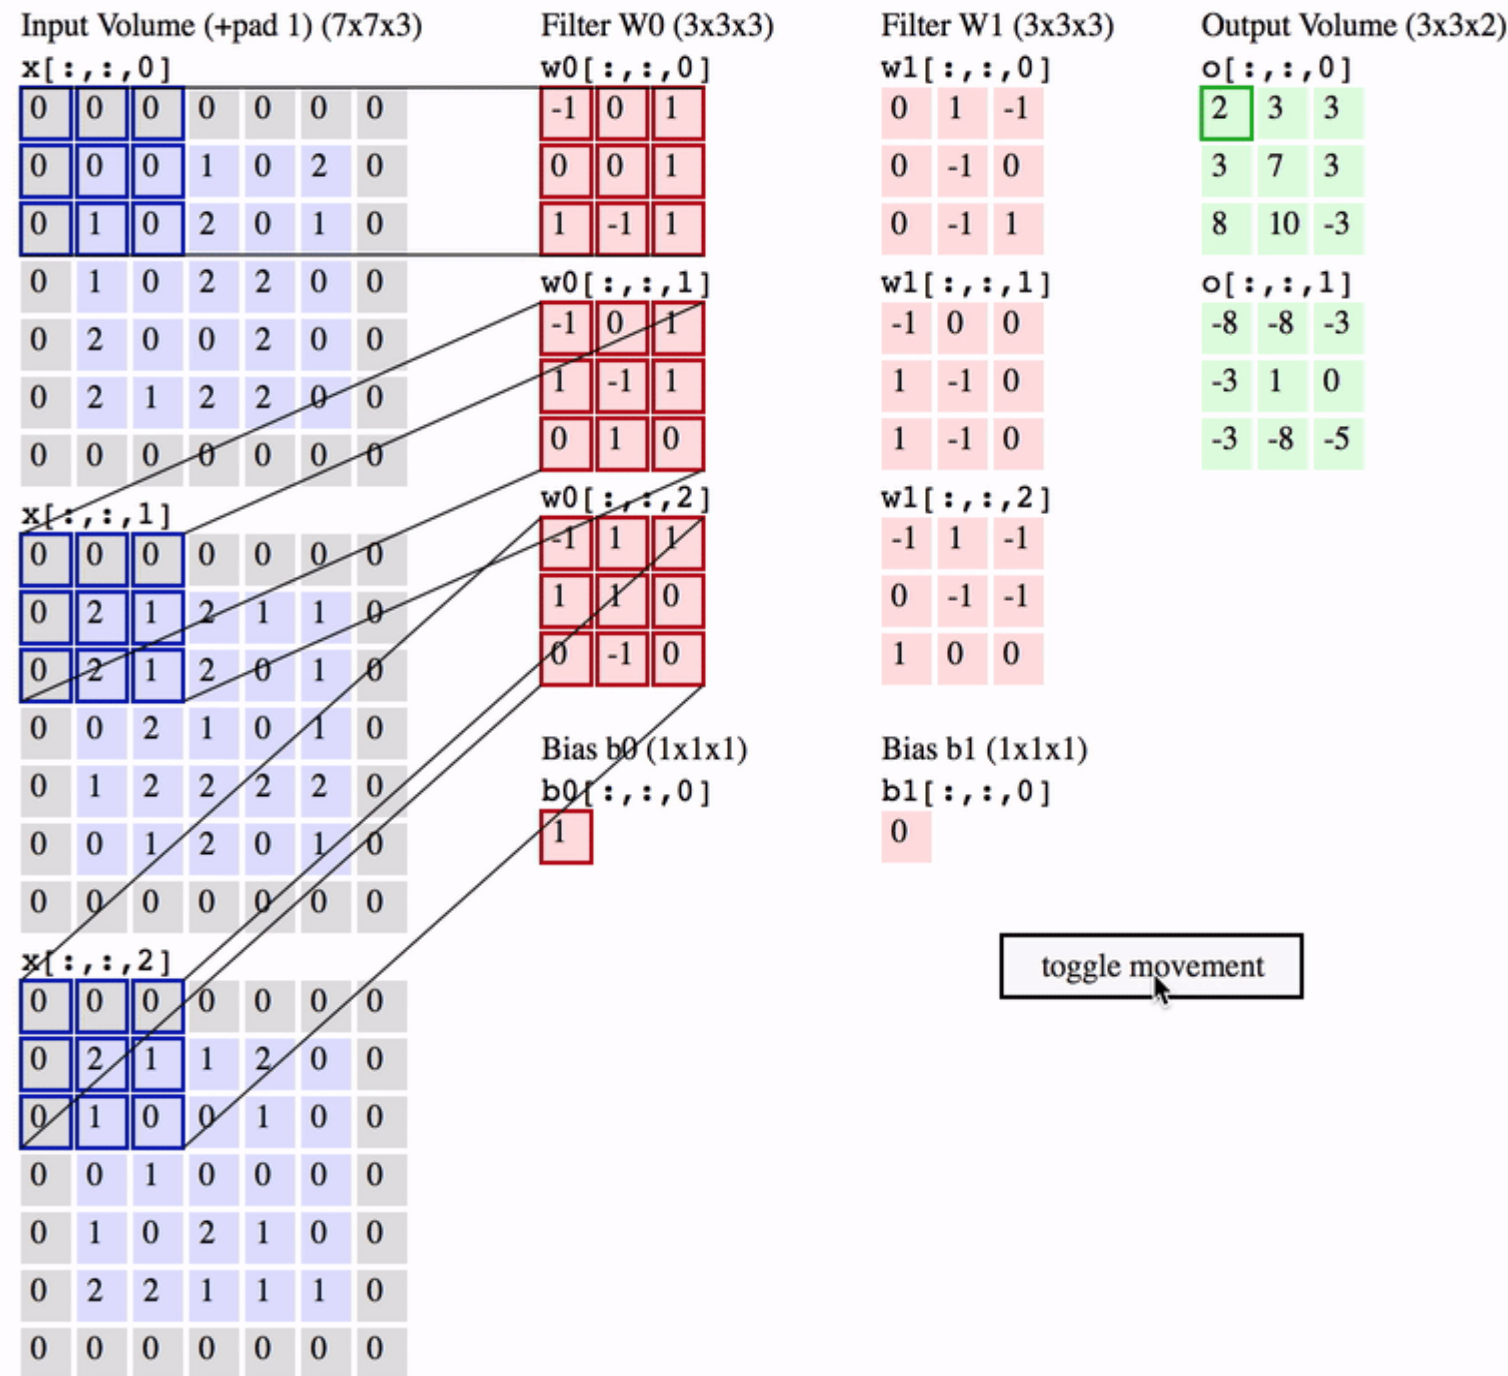 Input Volume (+pad 1) (7x7x3)
x[:,:,0]
0 0 0 0 0 0 0
0 0 0 1 0 2 0
0 1 0 2 0 1 0
0 1 0 2 2 0 0
0 2 0 0 2 0 0
0 2 1 2 2 0 0
0 0 0 0 0 0 0
x[:,:,1]
0 0 0 0 0 0 0
0 2 1 2 1 1 0
0 2 1 2 0 1 0
0 0 2 1 0 1 0
0 1 2 2 2 2 0
0 0 1 2 0 1 0
0 0 0 0 0 0 0
x[:,:,2]
0 0 0 0 0 0 0
0 2 1 1 2 0 0
0 1 0 0 1 0 0
0 0 1 0 0 0 0
0 1 0 2 1 0 0
0 2 2 1 1 1 0
0 0 0 0 0 0 0
Filter W0 (3x3x3)
w0[:,:,0]
-1 0 1
0 0 1
1 -1 1
w0[:,:,1]
-1 0 1
1 -1 1
0 1 0
w0[:,:,2]
-1 1 1
1 1 0
0 -1 0
Bias b0 (1x1x1)
b0[:,:,0]
1
Filter W1 (3x3x3)
w1[:,:,0]
0 1 -1
0 -1 0
0 -1 1
w1[:,:,1]
-1 0 0
1 -1 0
1 -1 0
w1[:,:,2]
-1 1 -1
0 -1 -1
1 0 0
Bias b1 (1x1x1)
b1[:,:,0]
0
Output Volume (3x3x2)
o[:,:,0]
2 3 3
3 7 3
8 10 -3
o[:,:,1]
-8 -8 -3
-3 1 0
-3 -8 -5
toggle movement